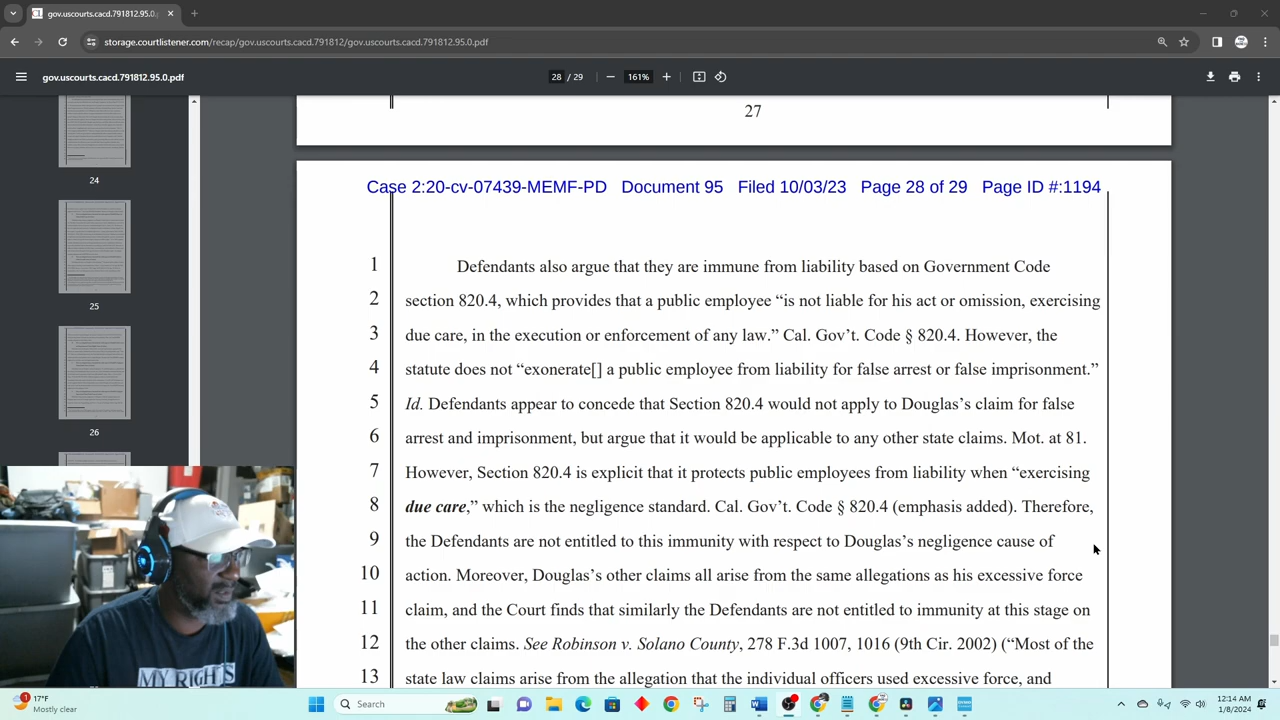 gov.uscourts.cacd.791812.95.0.p
storage.courtlistener.com/recap/gov.uscourts.cacd.791812/gov.uscourts.cacd.791812.95.0.pdf
gov.uscourts.cacd.791812.95.0.pdf
28 / 29
161%
24
25
26
27
Case 2:20-cv-07439-MEMF-PD Document 95 Filed 10/03/23 Page 28 of 29 Page ID #:1194
1 Defendants also argue that they are immune from liability based on Government Code
2 section 820.4, which provides that a public employee “is not liable for his act or omission, exercising
3 due care, in the execution or enforcement of any law.” Cal. Gov’t. Code § 820.4. However, the
4 statute does not “exonerate[] a public employee from liability for false arrest or false imprisonment.”
5 Id. Defendants appear to concede that Section 820.4 would not apply to Douglas’s claim for false
6 arrest and imprisonment, but argue that it would be applicable to any other state claims. Mot. at 81.
7 However, Section 820.4 is explicit that it protects public employees from liability when “exercising
8 due care,” which is the negligence standard. Cal. Gov’t. Code § 820.4 (emphasis added). Therefore,
9 the Defendants are not entitled to this immunity with respect to Douglas’s negligence cause of
10 action. Moreover, Douglas’s other claims all arise from the same allegations as his excessive force
11 claim, and the Court finds that similarly the Defendants are not entitled to immunity at this stage on
12 the other claims. See Robinson v. Solano County, 278 F.3d 1007, 1016 (9th Cir. 2002) (“Most of the
13 state law claims arise from the allegation that the individual officers used excessive force, and
MY RIGHTS
1
17°F
Mostly clear
Search
12:14 AM
1/8/2024